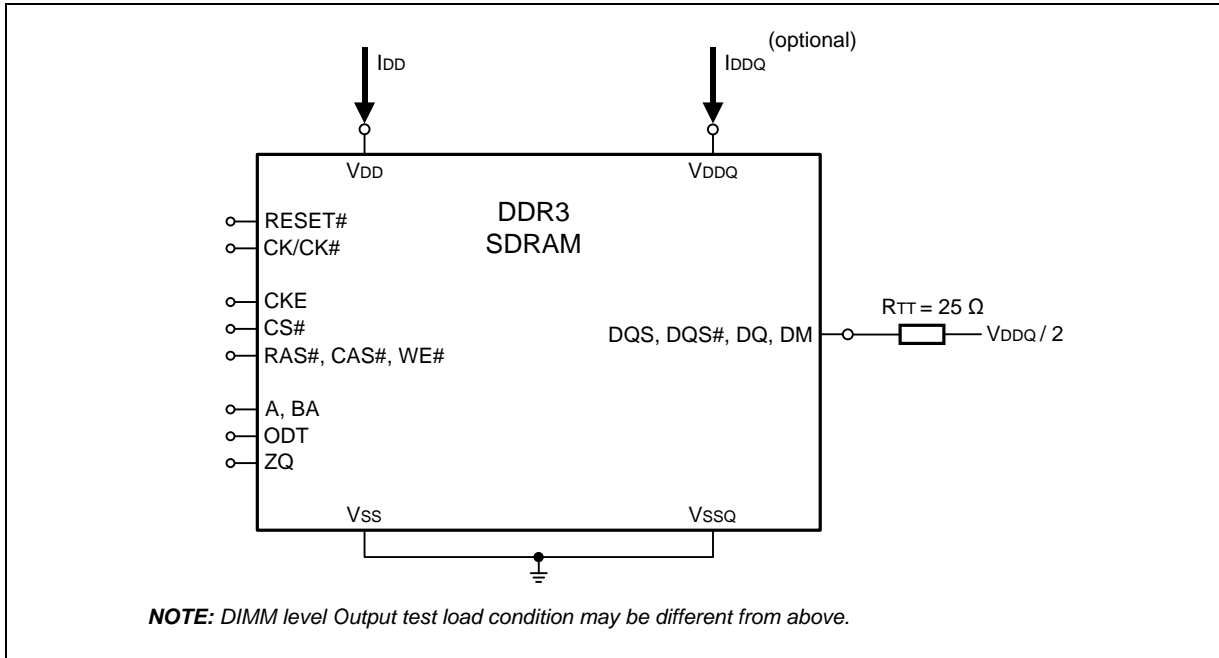 (optional)
IDD
IDDQ
VDD
VDDQ
DDR3
SDRAM
RESET#
CK/CK#
CKE
CS#
RAS#, CAS#, WE#
A, BA
ODT
ZQ
DQS, DQS#, DQ, DM
RTT = 25 Ω
VDDQ / 2
VSS
VSSQ
NOTE: DIMM level Output test load condition may be different from above.